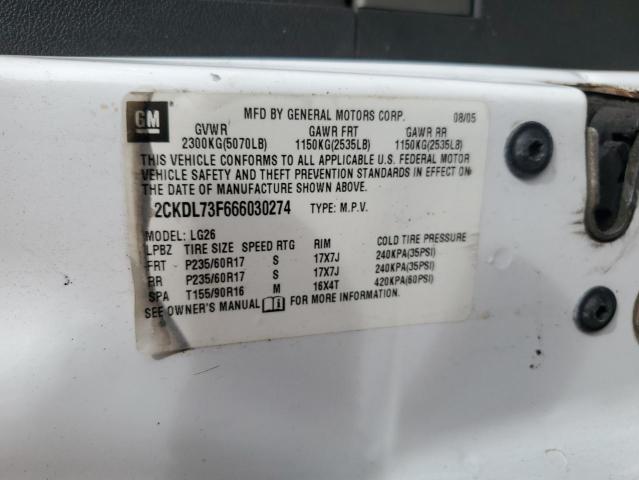 GM
MFD BY GENERAL MOTORS CORP. 08/05
GVWR GAWR FRT GAWR RR
2300KG(5070LB) 1150KG(2535LB) 1150KG(2535LB)
THIS VEHICLE CONFORMS TO ALL APPLICABLE U.S. FEDERAL MOTOR
VEHICLE SAFETY AND THEFT PREVENTION STANDARDS IN EFFECT ON
THE DATE OF MANUFACTURE SHOWN ABOVE.
2CKDL73F666030274 TYPE: M.P.V.
MODEL: LG26
LPBZ TIRE SIZE SPEED RTG RIM COLD TIRE PRESSURE
FRT P235/60R17 S 17X7J 240KPA(35PSI)
RR P235/60R17 S 17X7J 240KPA(35PSI)
SPA T155/90R16 M 16X4T 420KPA(60PSI)
SEE OWNER'S MANUAL FOR MORE INFORMATION.